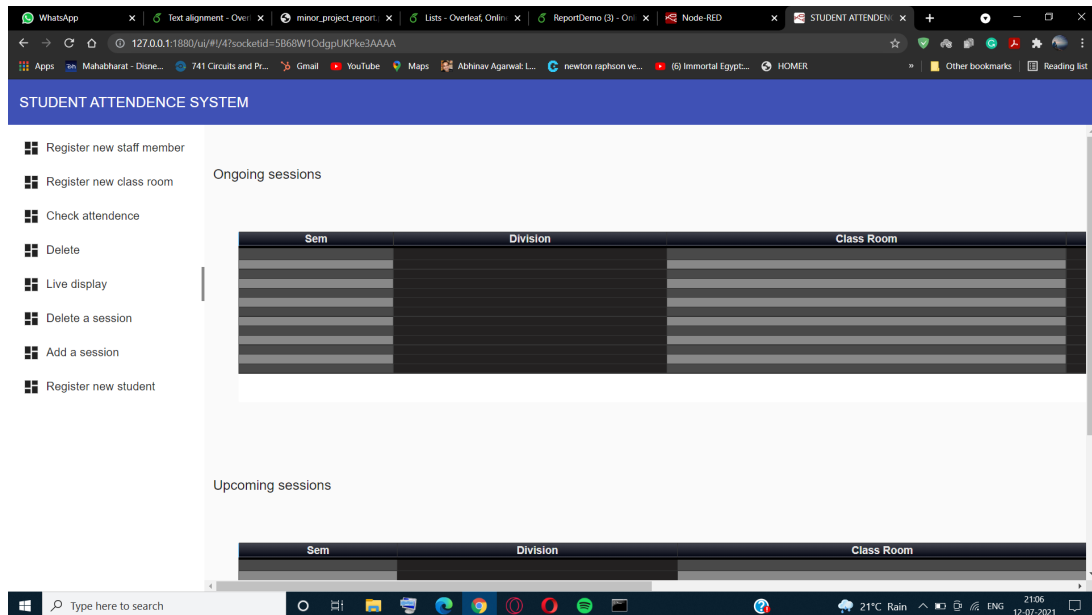 WhatsApp
Text alignment - Overl
minor_project_report.
Lists - Overleaf, Onlin
ReportDemo (3) - Onl
Node-RED
STUDENT ATTENDEN
127.0.0.1:1880/ui/#!/4?socketid=5B68W1OdgpUKPke3AAAA
Apps
Mahabharat - Disne...
741 Circuits and Pr...
Gmail
YouTube
Maps
Abhinav Agarwal: L...
newton raphson ve...
(6) Immortal Egypt:...
HOMER
»
Other bookmarks
Reading list
STUDENT ATTENDENCE SYSTEM
Register new staff member
Register new class room
Check attendence
Delete
Live display
Delete a session
Add a session
Register new student
Ongoing sessions
Sem Division Class Room
Upcoming sessions
Sem Division Class Room
Type here to search
21°C Rain
ENG
21:06
12-07-2021